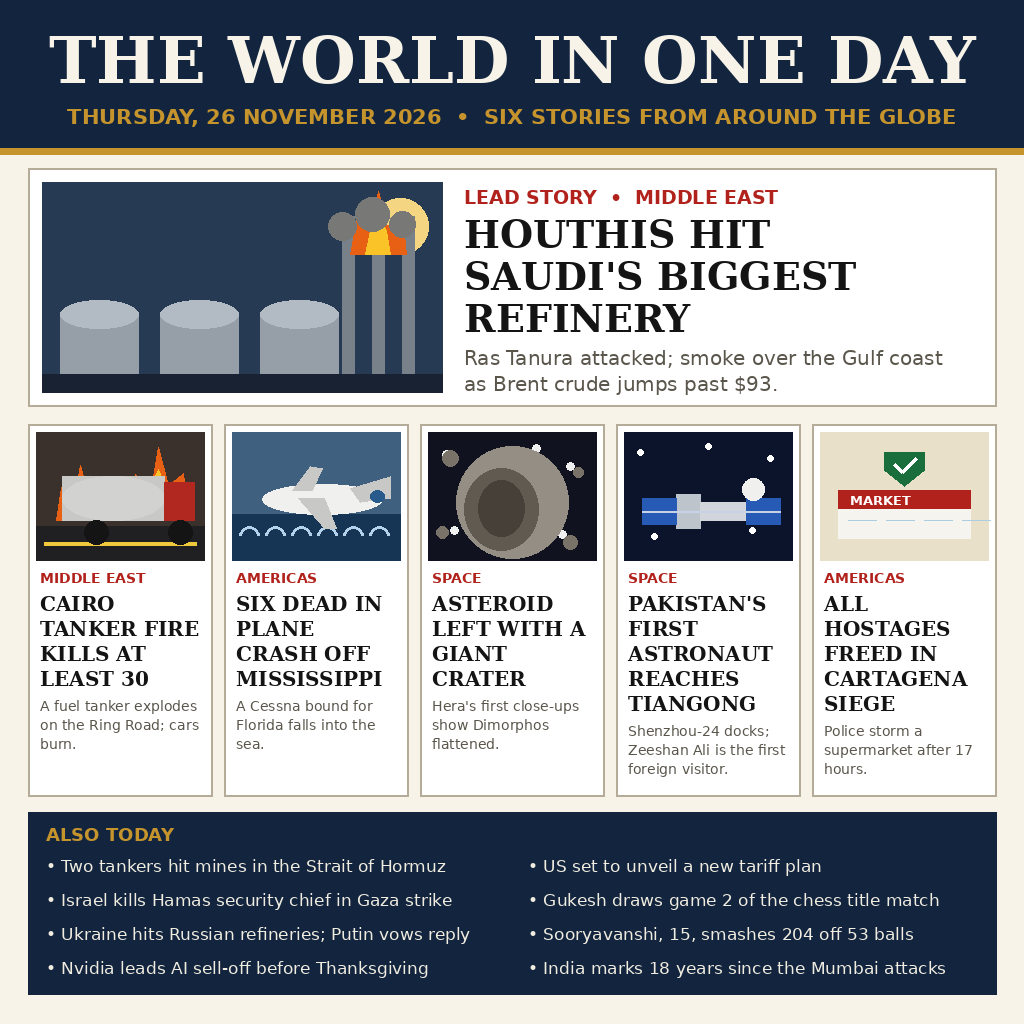 THE WORLD IN ONE DAY
THURSDAY, 26 NOVEMBER 2026 • SIX STORIES FROM AROUND THE GLOBE
LEAD STORY • MIDDLE EAST
HOUTHIS HIT
SAUDI'S BIGGEST
REFINERY
Ras Tanura attacked; smoke over the Gulf coast
as Brent crude jumps past $93.
MIDDLE EAST
CAIRO
TANKER FIRE
KILLS AT
LEAST 30
A fuel tanker explodes
on the Ring Road; cars
burn.
AMERICAS
SIX DEAD IN
PLANE
CRASH OFF
MISSISSIPPI
A Cessna bound for
Florida falls into the
sea.
SPACE
ASTEROID
LEFT WITH A
GIANT
CRATER
Hera's first close-ups
show Dimorphos
flattened.
SPACE
PAKISTAN'S
FIRST
ASTRONAUT
REACHES
TIANGONG
Shenzhou-24 docks;
Zeeshan Ali is the first
foreign visitor.
MARKET
AMERICAS
ALL
HOSTAGES
FREED IN
CARTAGENA
SIEGE
Police storm a
supermarket after 17
hours.
ALSO TODAY
• Two tankers hit mines in the Strait of Hormuz
• Israel kills Hamas security chief in Gaza strike
• Ukraine hits Russian refineries; Putin vows reply
• Nvidia leads AI sell-off before Thanksgiving
• US set to unveil a new tariff plan
• Gukesh draws game 2 of the chess title match
• Sooryavanshi, 15, smashes 204 off 53 balls
• India marks 18 years since the Mumbai attacks